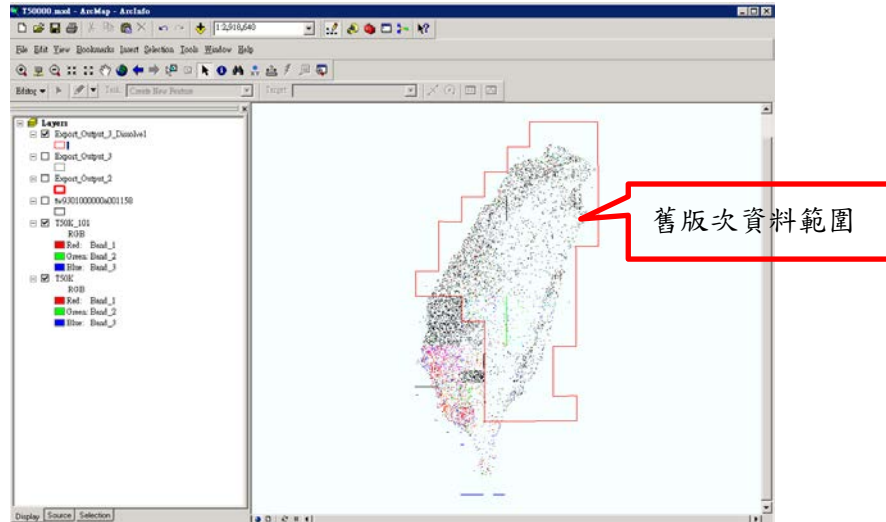 T50000.mxd - ArcMap - ArcInfo
1:2,918,640
File Edit View Bookmarks Insert Selection Tools Window Help
Editor Task: Create New Feature Target:
Layers
Export_Output_3_Dissolve1
Export_Output_3
Export_Output_2
tw9301000000a001150
T50K_101
RGB
Red: Band_1
Green: Band_2
Blue: Band_3
T50K
RGB
Red: Band_1
Green: Band_2
Blue: Band_3
舊版次資料範圍
Display Source Selection